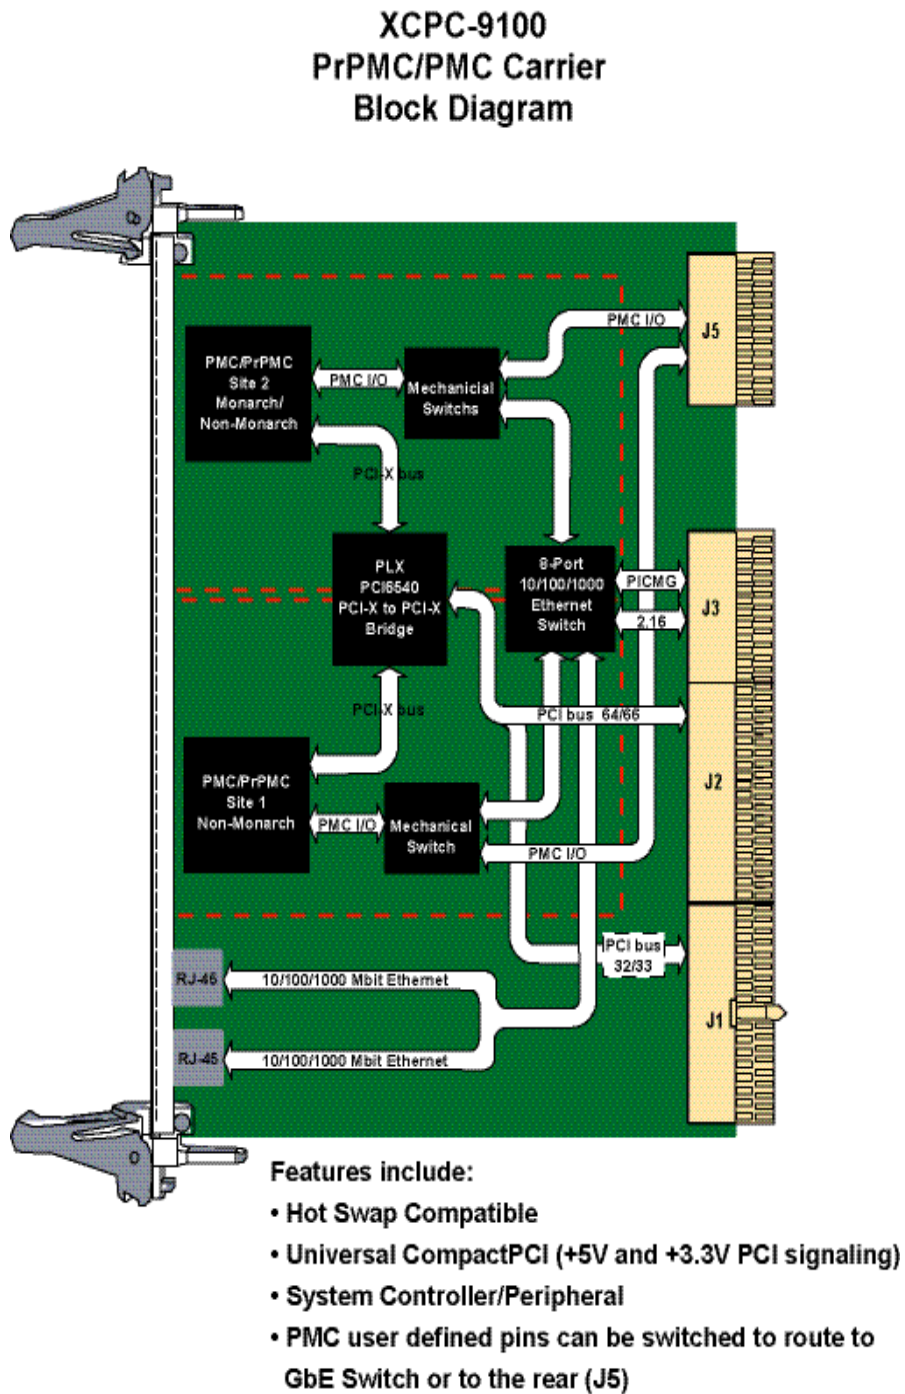 XCPC-9100
PrPMC/PMC Carrier
Block Diagram
PMC I/O
J5
PMC/PrPMC
Site 2
Monarch/
Non-Monarch
PMC I/O
Mechanicial
Switchs
PCI-X bus
PLX
PCI6540
PCI-X to PCI-X
Bridge
8-Port
10/100/1000
Ethernet
Switch
PICMG
2.16
J3
PCI-X bus
PCI bus 64/66
J2
PMC/PrPMC
Site 1
Non-Monarch
PMC I/O
Mechanical
Switch
PMC I/O
PCI bus
32/33
RJ-45
10/100/1000 Mbit Ethernet
J1
RJ-45
10/100/1000 Mbit Ethernet
Features include:
• Hot Swap Compatible
• Universal CompactPCI (+5V and +3.3V PCI signaling)
• System Controller/Peripheral
• PMC user defined pins can be switched to route to
GbE Switch or to the rear (J5)